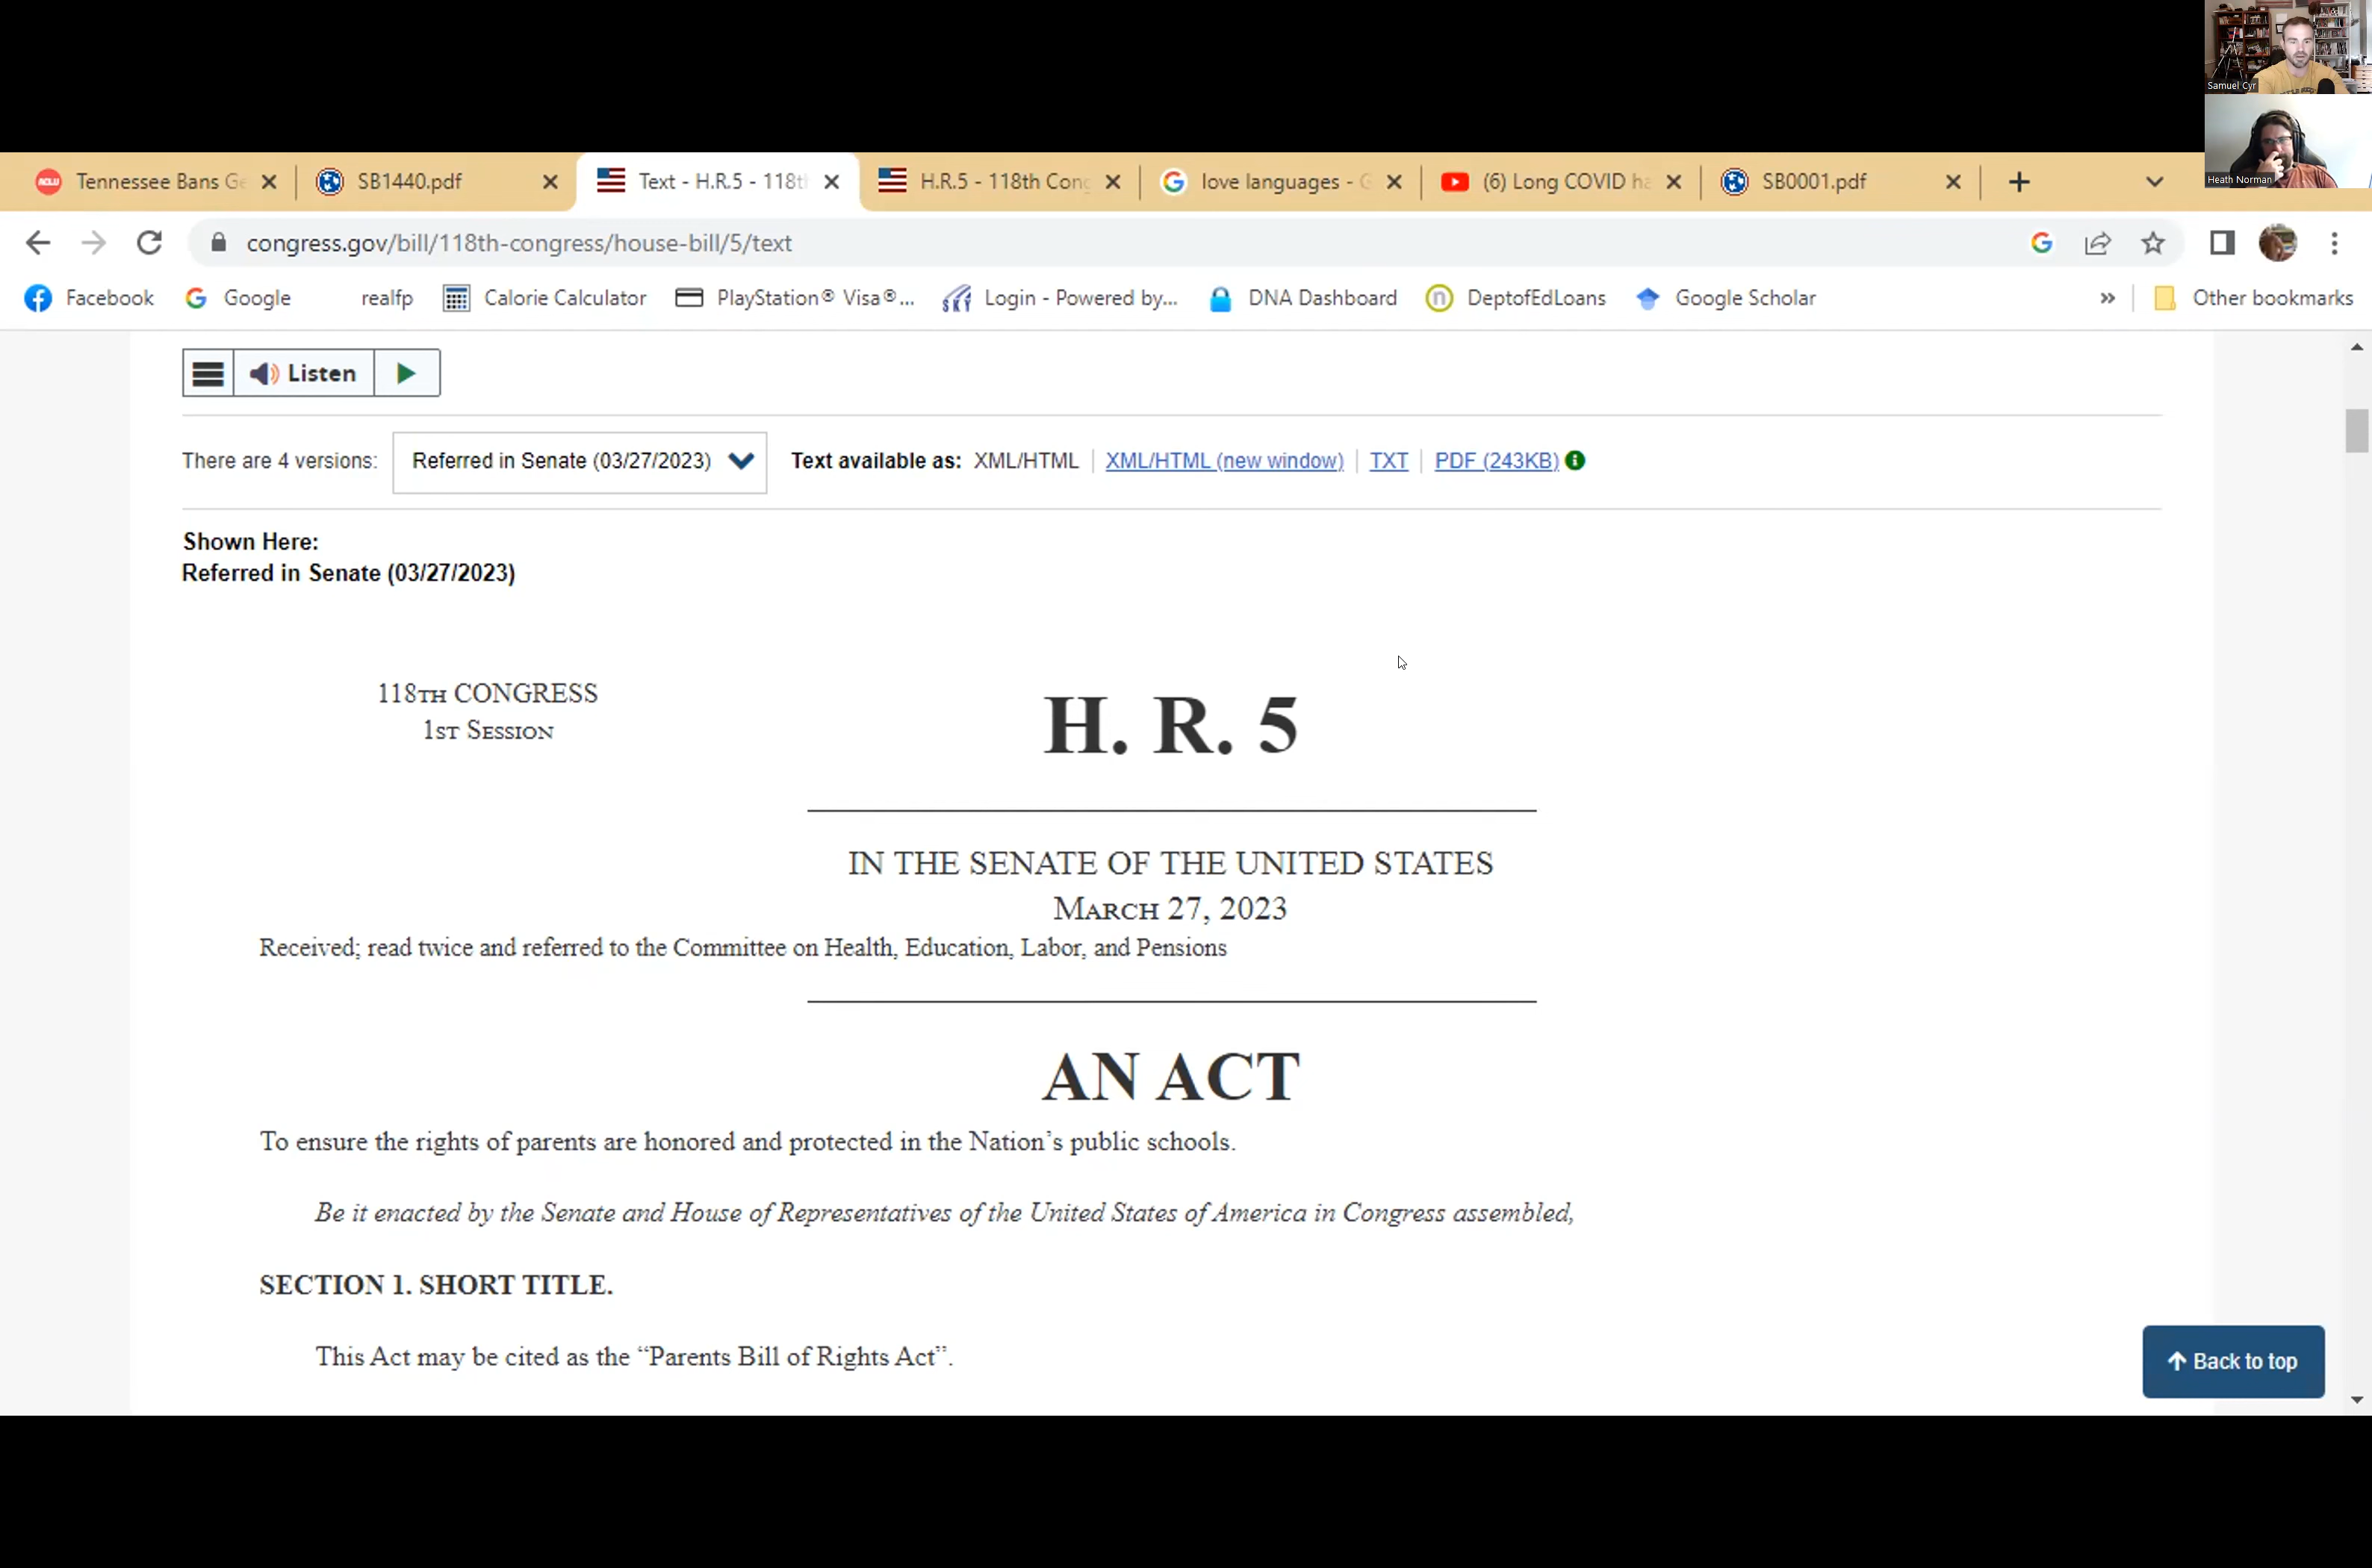 Samuel Cyr
Heath Norman
Tennessee Bans Ge
SB1440.pdf
Text - H.R.5 - 118t
H.R.5 - 118th Cong
love languages - G
(6) Long COVID ha
SB0001.pdf
congress.gov/bill/118th-congress/house-bill/5/text
Facebook
Google
realfp
Calorie Calculator
PlayStation® Visa®...
Login - Powered by...
DNA Dashboard
DeptofEdLoans
Google Scholar
»
Other bookmarks
Listen
There are 4 versions: Referred in Senate (03/27/2023) Text available as: XML/HTML | XML/HTML (new window) | TXT | PDF (243KB)
Shown Here:
Referred in Senate (03/27/2023)
118TH CONGRESS
1ST SESSION
H. R. 5
IN THE SENATE OF THE UNITED STATES
MARCH 27, 2023
Received; read twice and referred to the Committee on Health, Education, Labor, and Pensions
AN ACT
To ensure the rights of parents are honored and protected in the Nation’s public schools.
Be it enacted by the Senate and House of Representatives of the United States of America in Congress assembled,
SECTION 1. SHORT TITLE.
This Act may be cited as the “Parents Bill of Rights Act”.
Back to top